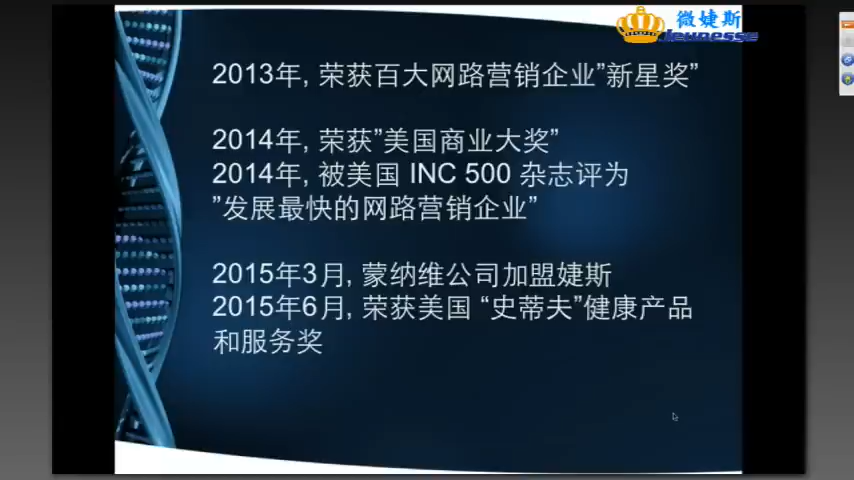 微婕斯
Jeunesse
2013年, 荣获百大网路营销企业”新星奖”
2014年, 荣获”美国商业大奖”
2014年, 被美国 INC 500 杂志评为
”发展最快的网路营销企业”
2015年3月, 蒙纳维公司加盟婕斯
2015年6月, 荣获美国 “史蒂夫”健康产品
和服务奖